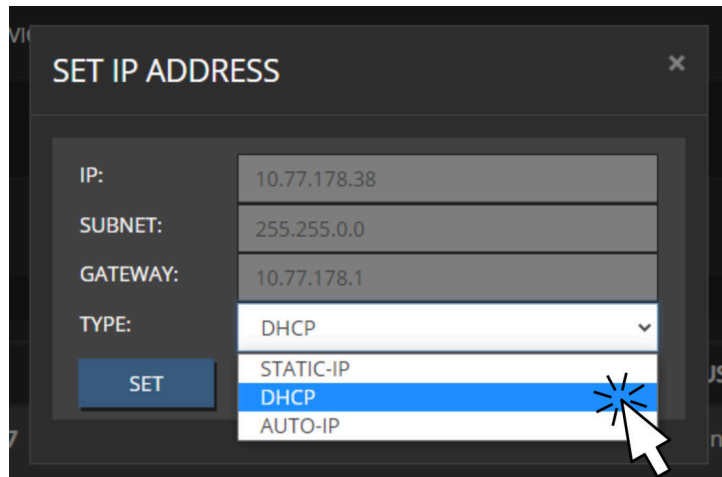 SET IP ADDRESS ×
IP: 10.77.178.38
SUBNET: 255.255.0.0
GATEWAY: 10.77.178.1
TYPE: DHCP
STATIC-IP
SET
DHCP
AUTO-IP
7